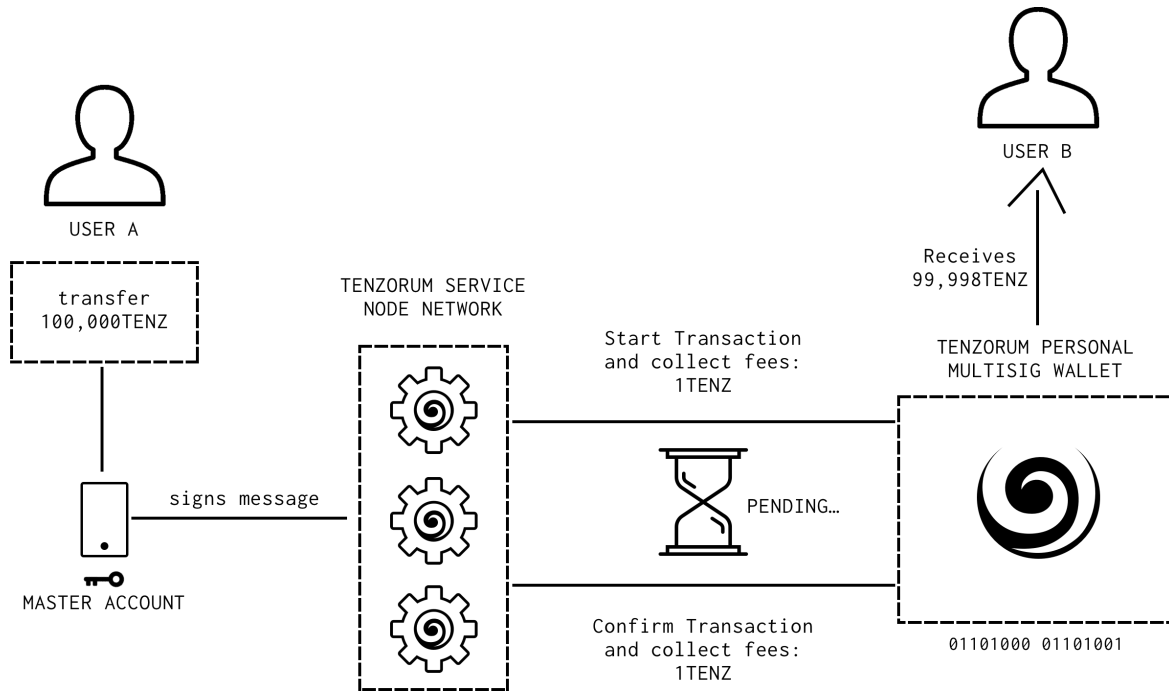 USER A
transfer
100,000TENZ
signs message
MASTER ACCOUNT
TENZORUM SERVICE
NODE NETWORK
Start Transaction
and collect fees:
1TENZ
PENDING…
Confirm Transaction
and collect fees:
1TENZ
USER B
Receives
99,998TENZ
TENZORUM PERSONAL
MULTISIG WALLET
01101000 01101001